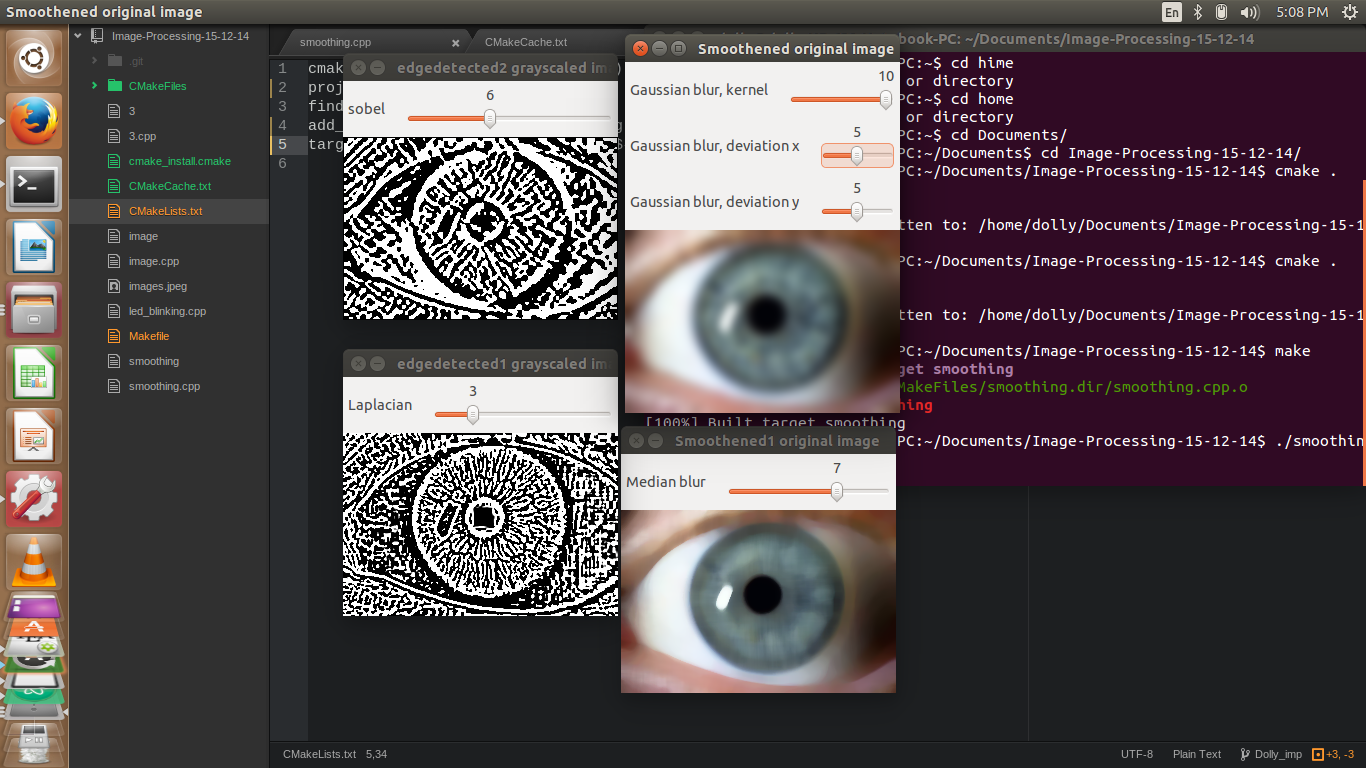 Smoothened original image
En
5:08 PM
Image-Processing-15-12-14
.git
CMakeFiles
3
3.cpp
cmake_install.cmake
CMakeCache.txt
CMakeLists.txt
image
image.cpp
images.jpeg
led_blinking.cpp
Makefile
smoothing
smoothing.cpp
smoothing.cpp
CMakeCache.txt
1 cma
2 proj
3 find
4 add_
5 targ
6
edgedetected2 grayscaled im
sobel
6
edgedetected1 grayscaled im
Laplacian
3
Smoothened original image
Gaussian blur, kernel
10
Gaussian blur, deviation x
5
Gaussian blur, deviation y
5
Smoothened1 original image
Median blur
7
book-PC: ~/Documents/Image-Processing-15-12-14
PC:~$ cd hime
or directory
PC:~$ cd home
or directory
PC:~$ cd Documents/
PC:~/Documents$ cd Image-Processing-15-12-14/
PC:~/Documents/Image-Processing-15-12-14$ cmake .
tten to: /home/dolly/Documents/Image-Processing-15-1
PC:~/Documents/Image-Processing-15-12-14$ cmake .
tten to: /home/dolly/Documents/Image-Processing-15-1
PC:~/Documents/Image-Processing-15-12-14$ make
get smoothing
MakeFiles/smoothing.dir/smoothing.cpp.o
hing
[100%] Built target smoothing
PC:~/Documents/Image-Processing-15-12-14$ ./smoothin
CMakeLists.txt 5,34
UTF-8
Plain Text
Dolly_imp
+3, -3